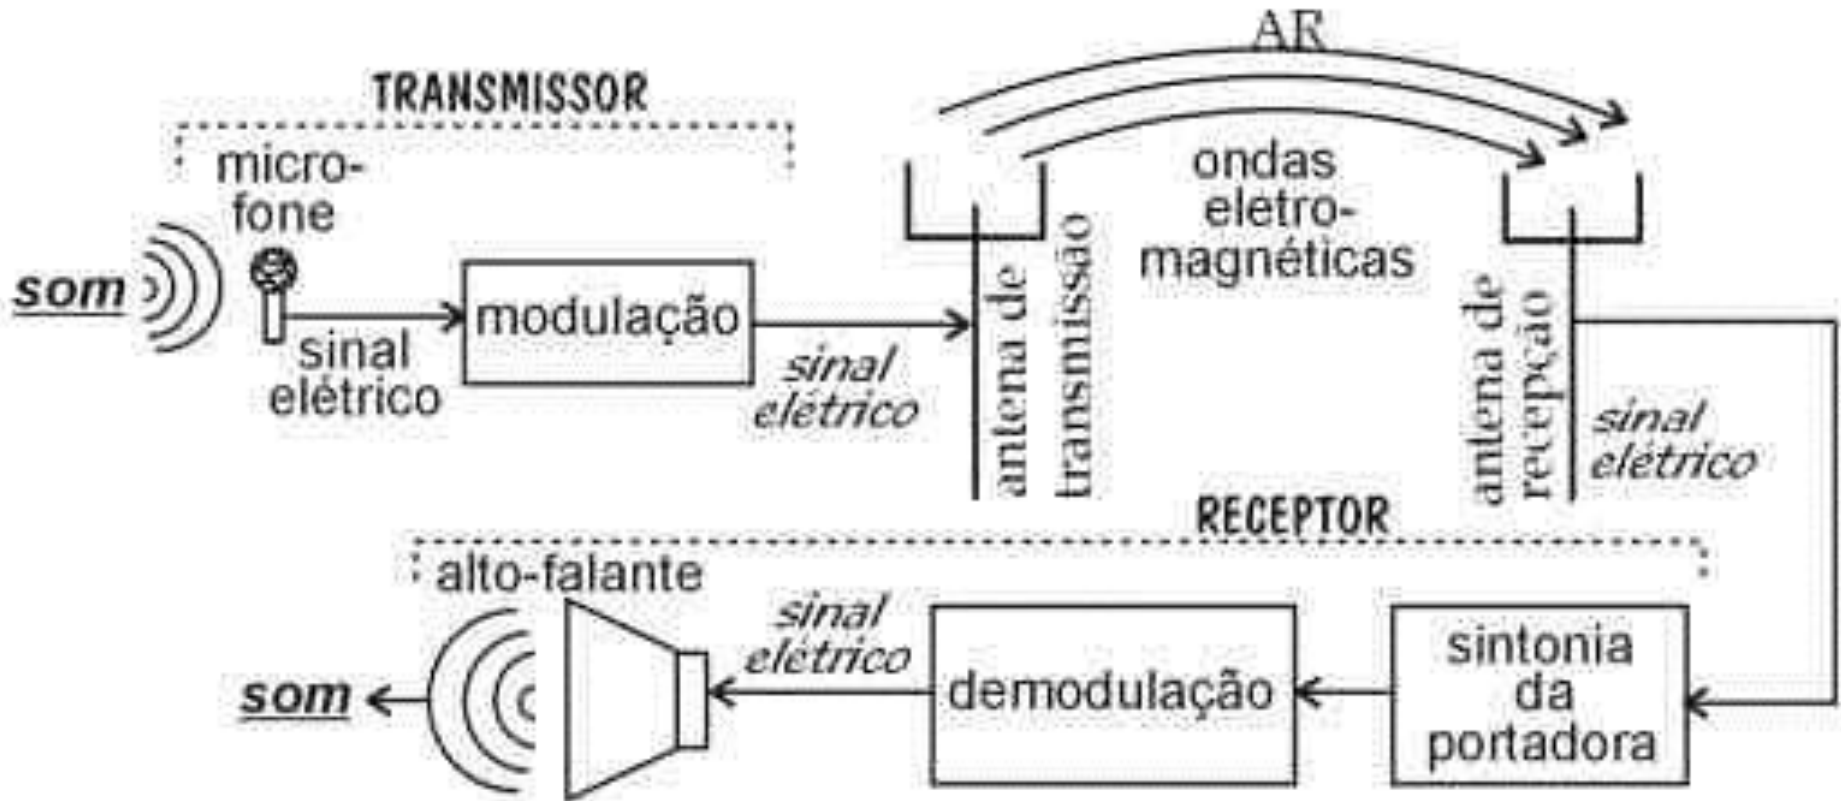 AR
TRANSMISSOR
micro-
fone
som
sinal
elétrico
modulação
sinal
elétrico
antena de
transmissão
ondas
eletro-
magnéticas
antena de
recepção
sinal
elétrico
RECEPTOR
sintonia
da
portadora
demodulação
sinal
elétrico
alto-falante
som